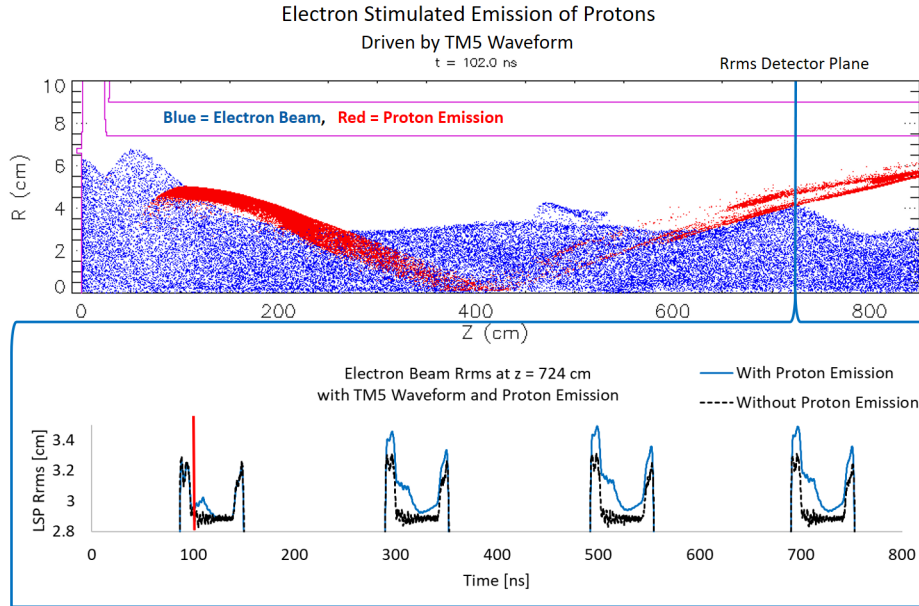 Electron Stimulated Emission of Protons
Driven by TM5 Waveform
t = 102.0 ns
Rrms Detector Plane
Blue = Electron Beam, Red = Proton Emission
10
8
6
4
2
0
R (cm)
0 200 400 600 800
Z (cm)
Electron Beam Rrms at z = 724 cm
with TM5 Waveform and Proton Emission
With Proton Emission
Without Proton Emission
LSP Rrms [cm]
3.4
3.2
3
2.8
0 100 200 300 400 500 600 700 800
Time [ns]